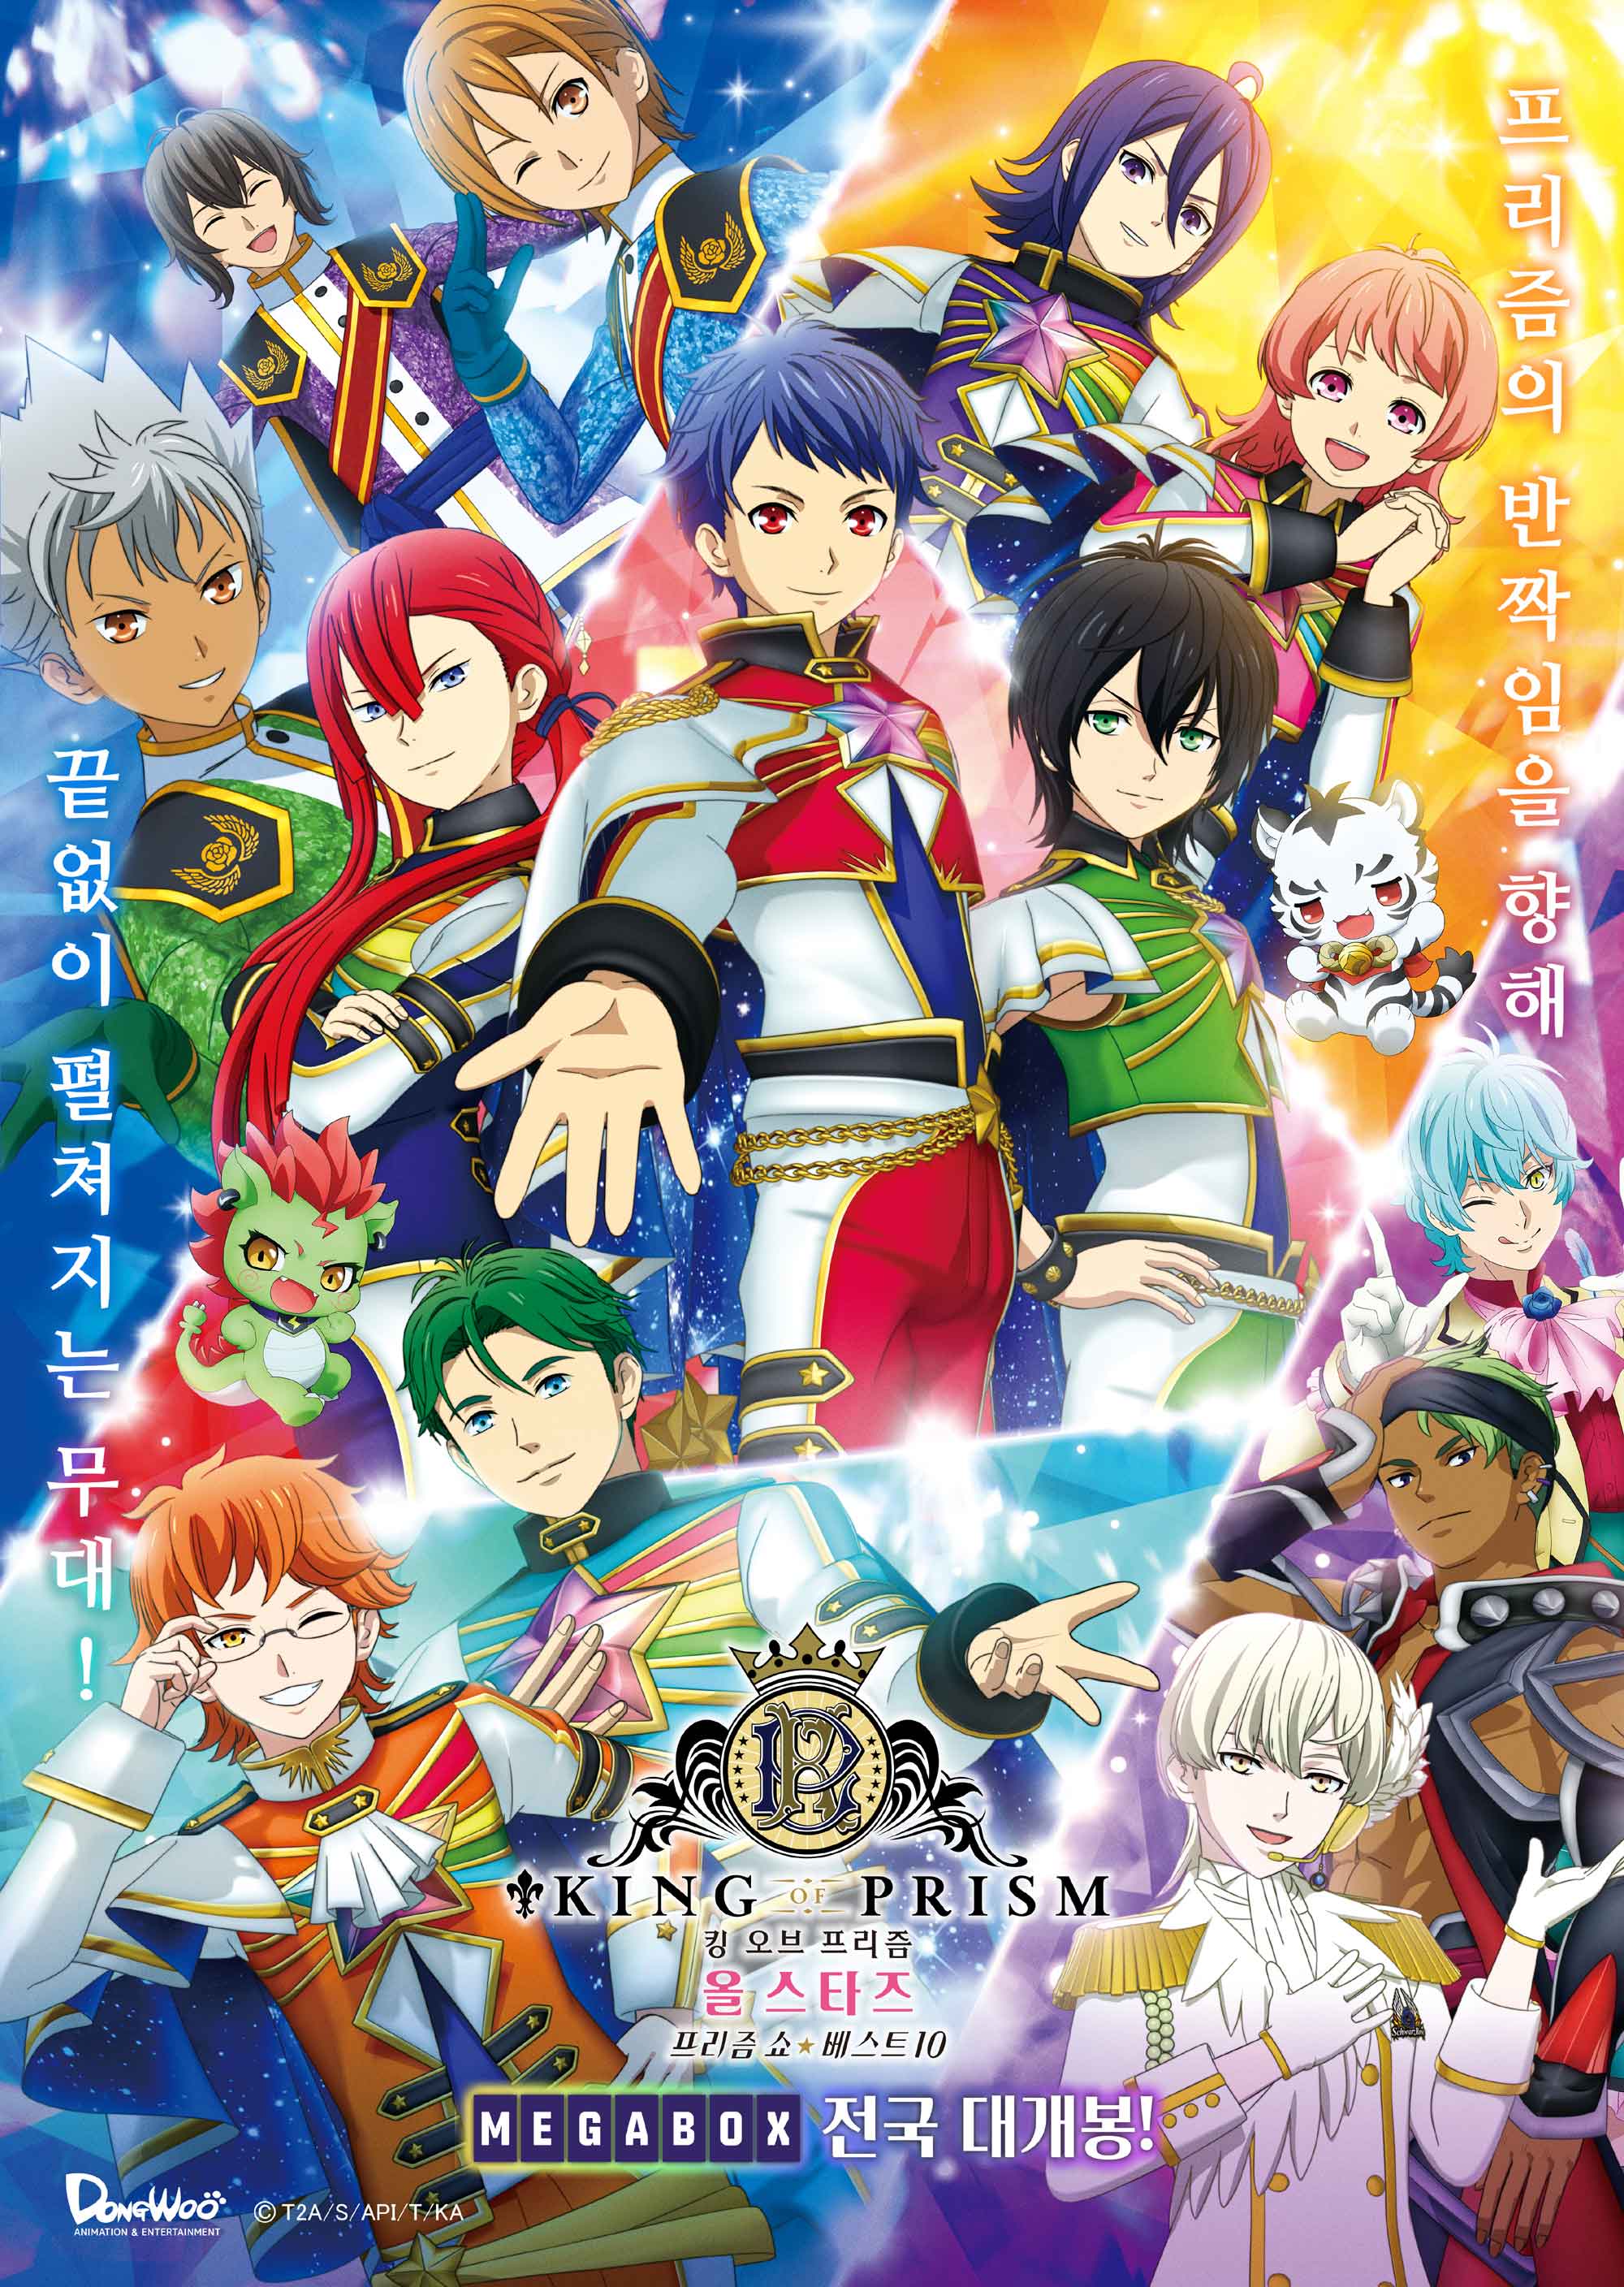 프리즘의 반짝임을 향해
끝없이 펼쳐지는 무대!
KING OF PRISM
킹 오브 프리즘
올 스타즈
프리즘 쇼★베스트10
MEGABOX 전국 대개봉!
DONGWOO
ANIMATION & ENTERTAINMENT
© T2A/S/API/T/KA